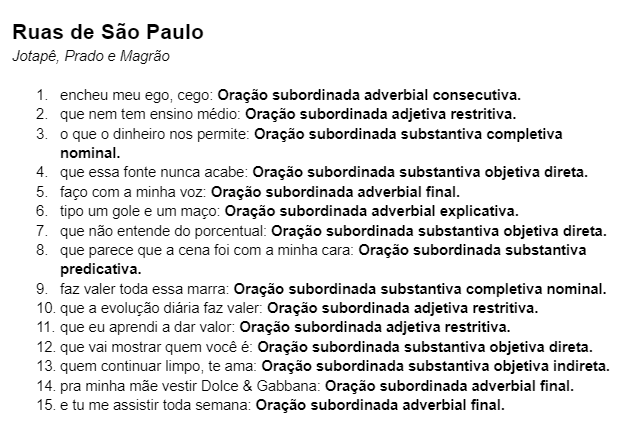 Ruas de São Paulo
Jotapê, Prado e Magrão
1. encheu meu ego, cego: Oração subordinada adverbial consecutiva.
2. que nem tem ensino médio: Oração subordinada adjetiva restritiva.
3. o que o dinheiro nos permite: Oração subordinada substantiva completiva
nominal.
4. que essa fonte nunca acabe: Oração subordinada substantiva objetiva direta.
5. faço com a minha voz: Oração subordinada adverbial final.
6. tipo um gole e um maço: Oração subordinada adverbial explicativa.
7. que não entende do porcentual: Oração subordinada substantiva objetiva direta.
8. que parece que a cena foi com a minha cara: Oração subordinada substantiva
predicativa.
9. faz valer toda essa marra: Oração subordinada substantiva completiva nominal.
10. que a evolução diária faz valer: Oração subordinada adjetiva restritiva.
11. que eu aprendi a dar valor: Oração subordinada adjetiva restritiva.
12. que vai mostrar quem você é: Oração subordinada substantiva objetiva direta.
13. quem continuar limpo, te ama: Oração subordinada substantiva objetiva indireta.
14. pra minha mãe vestir Dolce & Gabbana: Oração subordinada adverbial final.
15. e tu me assistir toda semana: Oração subordinada adverbial final.